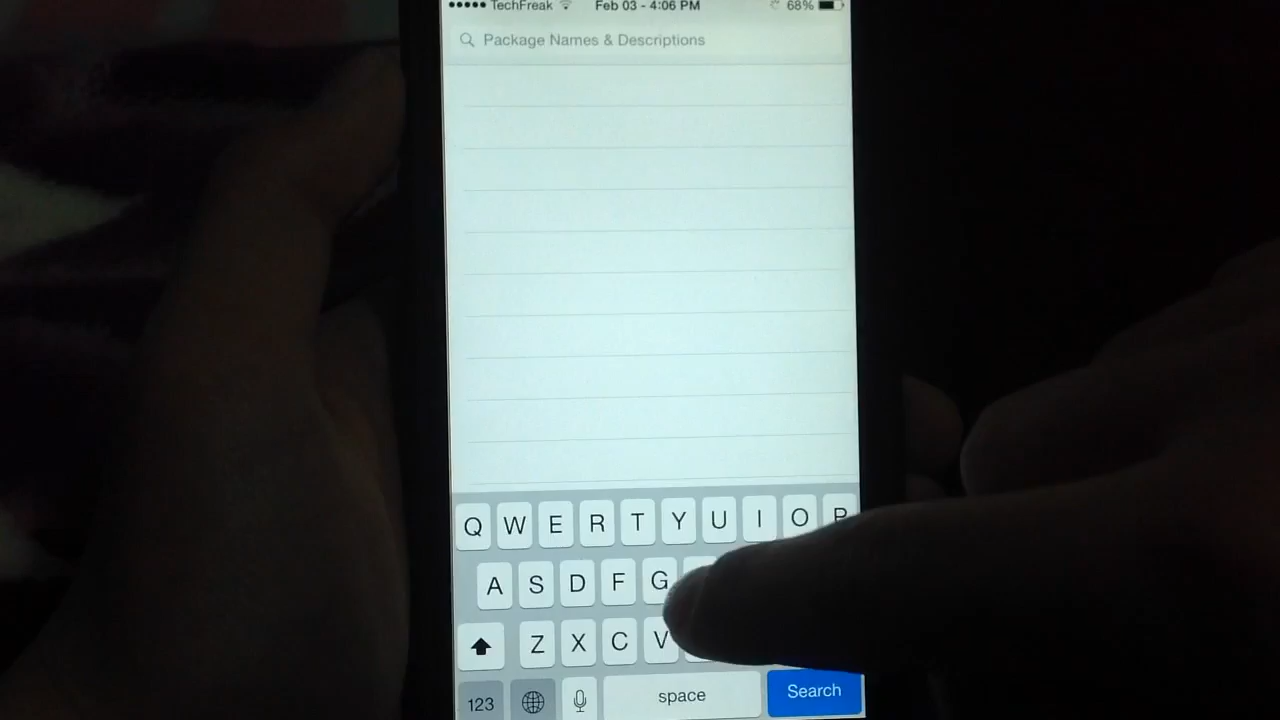 TechFreak Feb 03 - 4:06 PM 68%
Package Names & Descriptions
Q W E R T Y U I O P
A S D F G
Z X C V
123 space Search